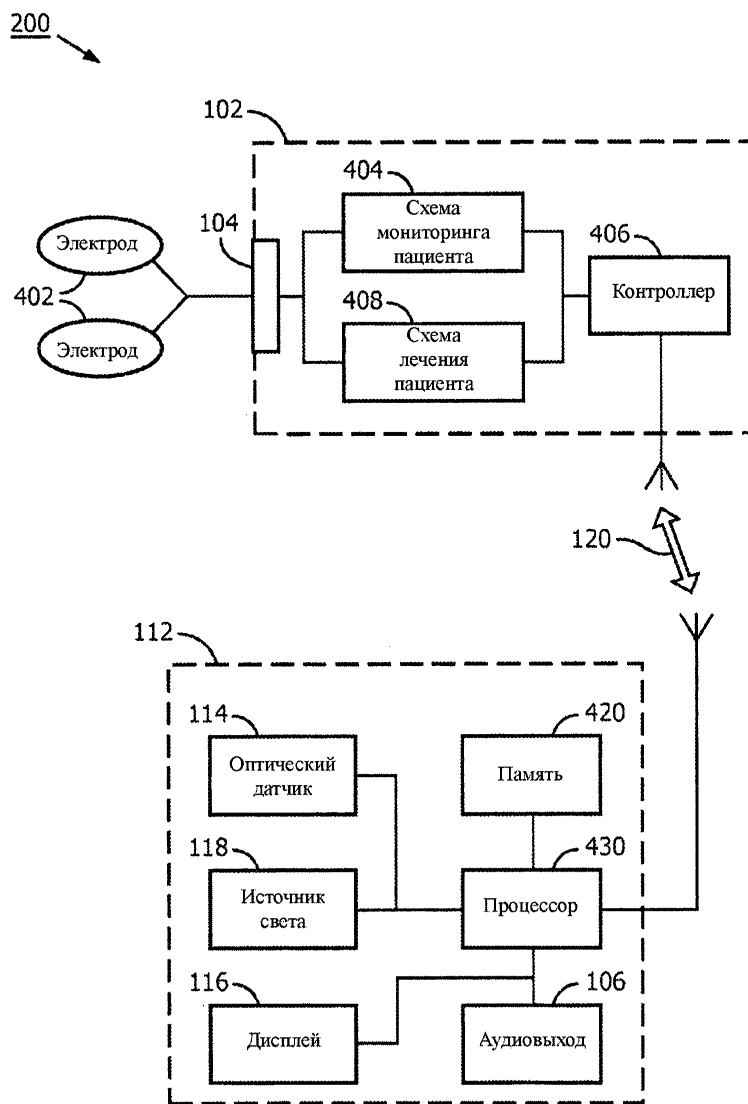 200
102
404
Схема
мониторинга
пациента
104
406
Контроллер
Электрод
402
Электрод
408
Схема
лечения
пациента
120
112
114
Оптический
датчик
420
Память
118
Источник
света
430
Процессор
116
Дисплей
106
Аудиовыход